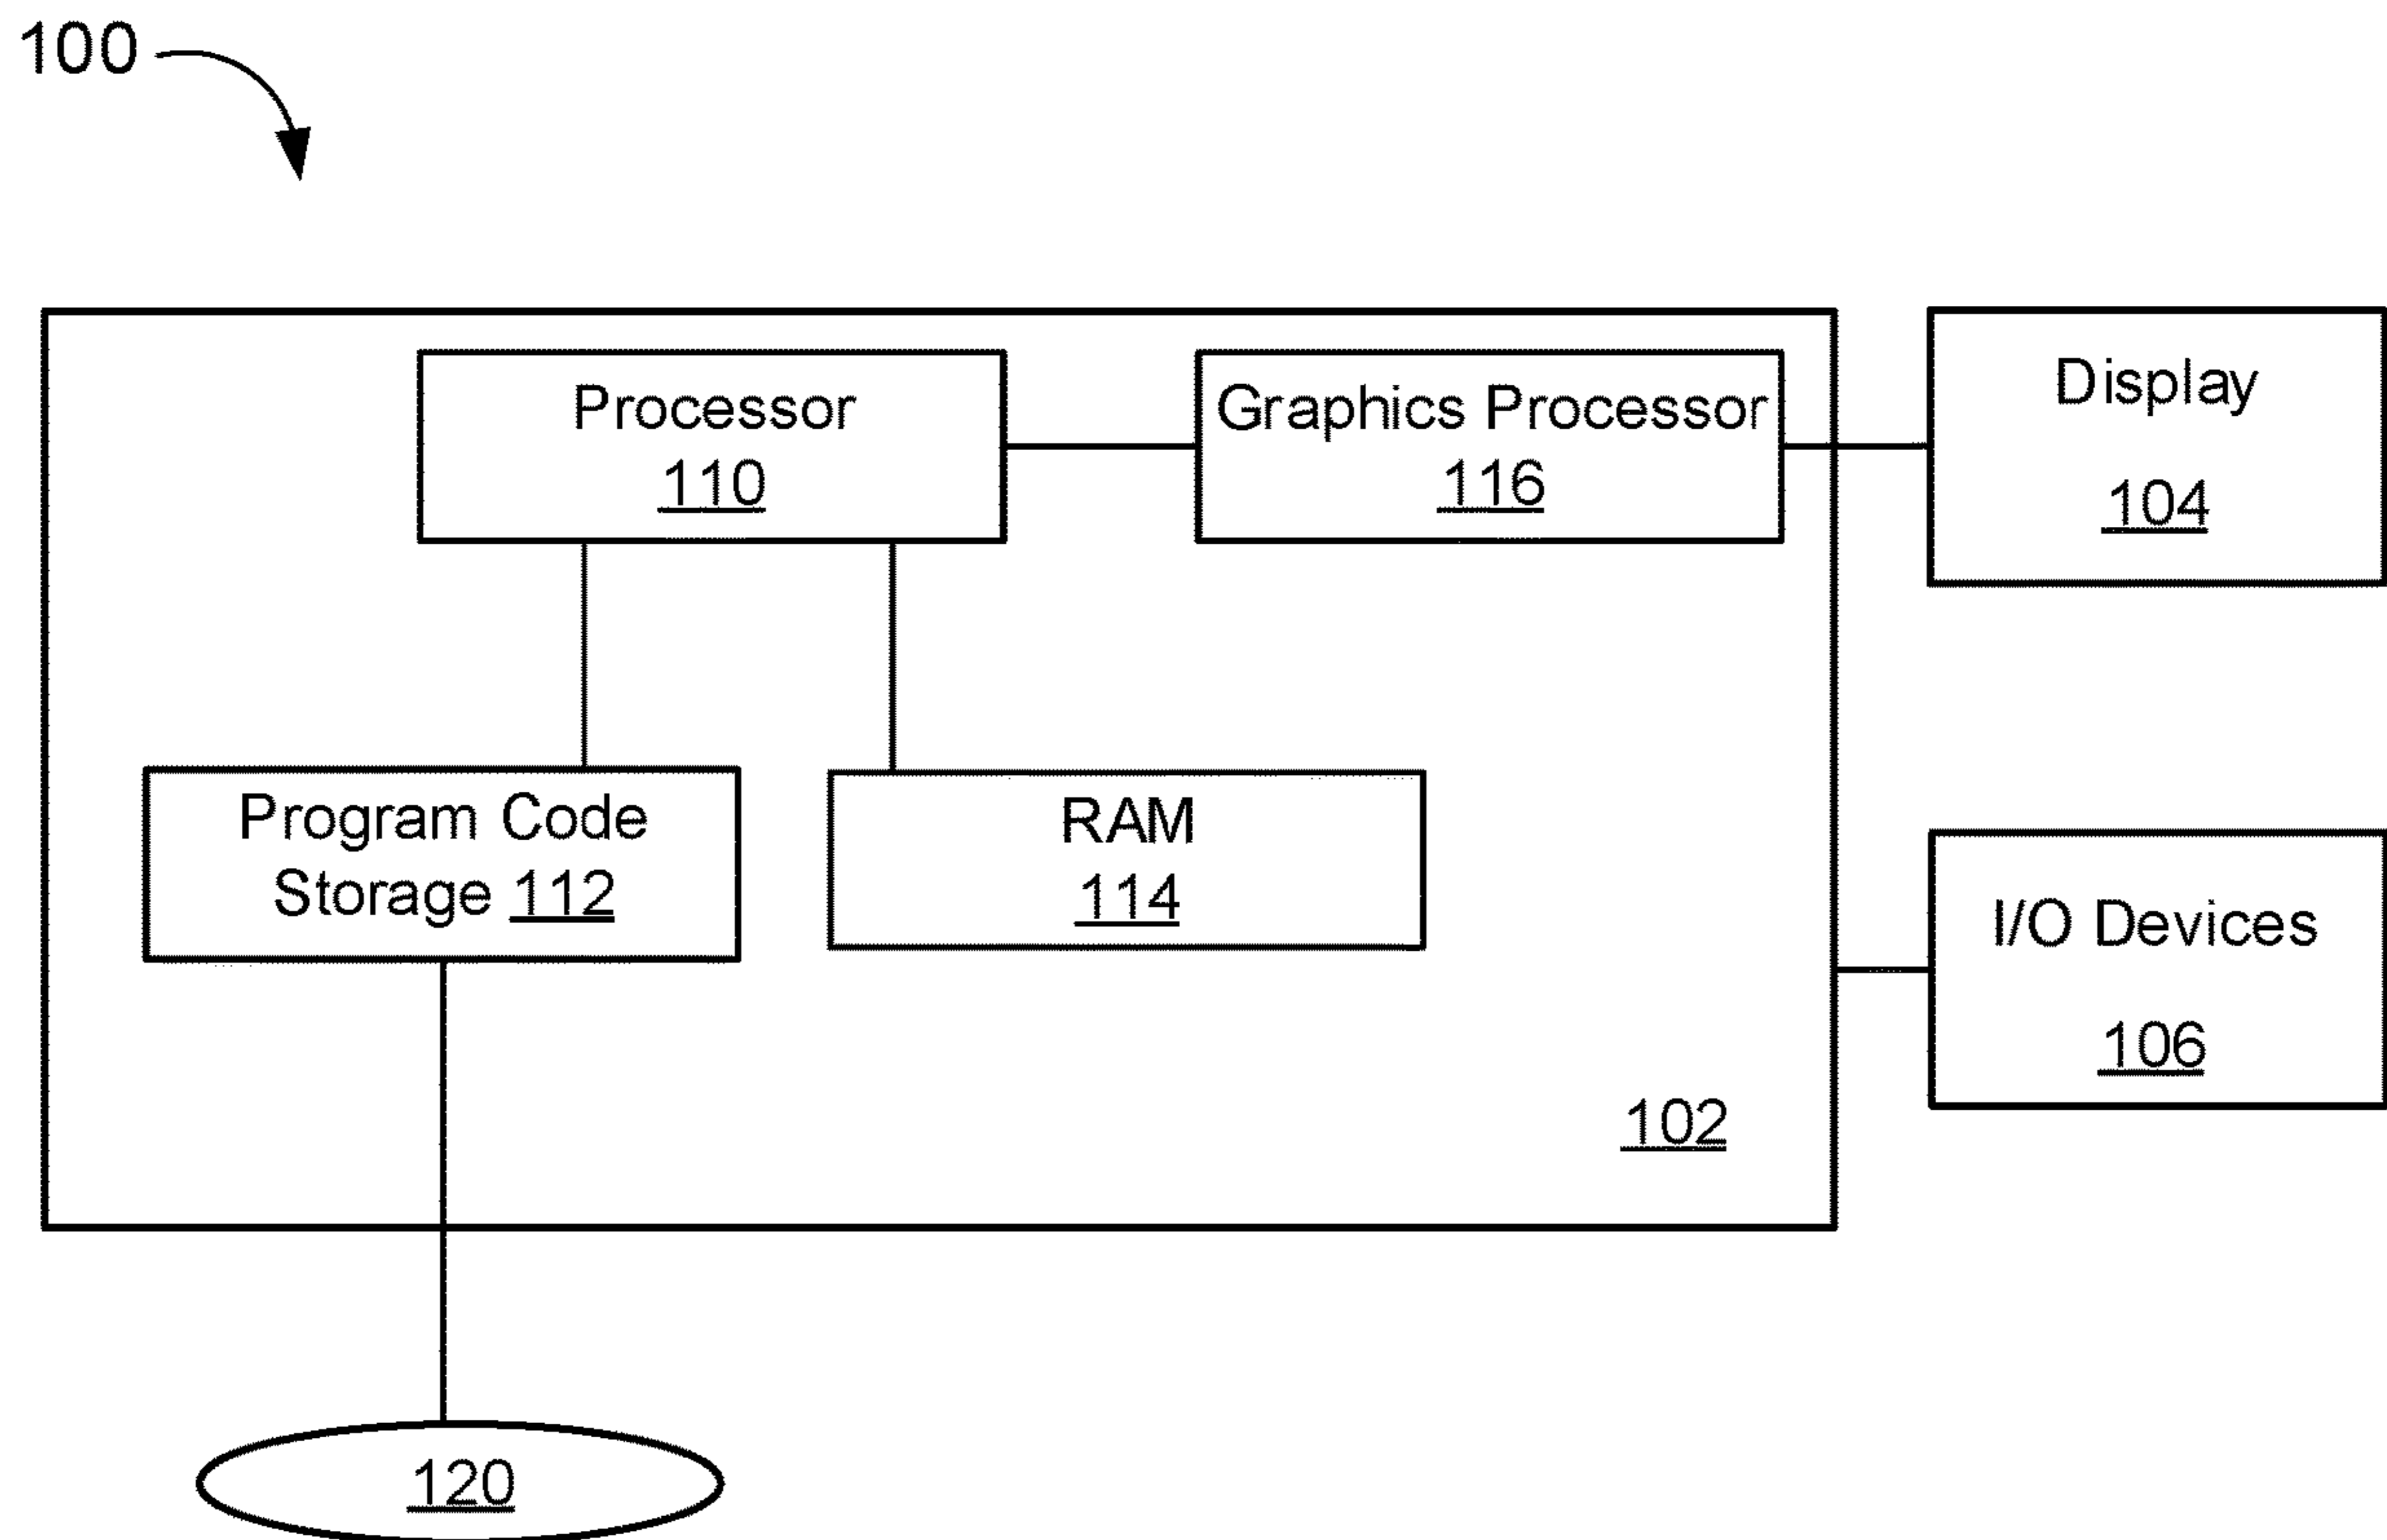 100
Processor
110
Graphics Processor
116
Display
104
Program Code
Storage 112
RAM
114
I/O Devices
106
102
120